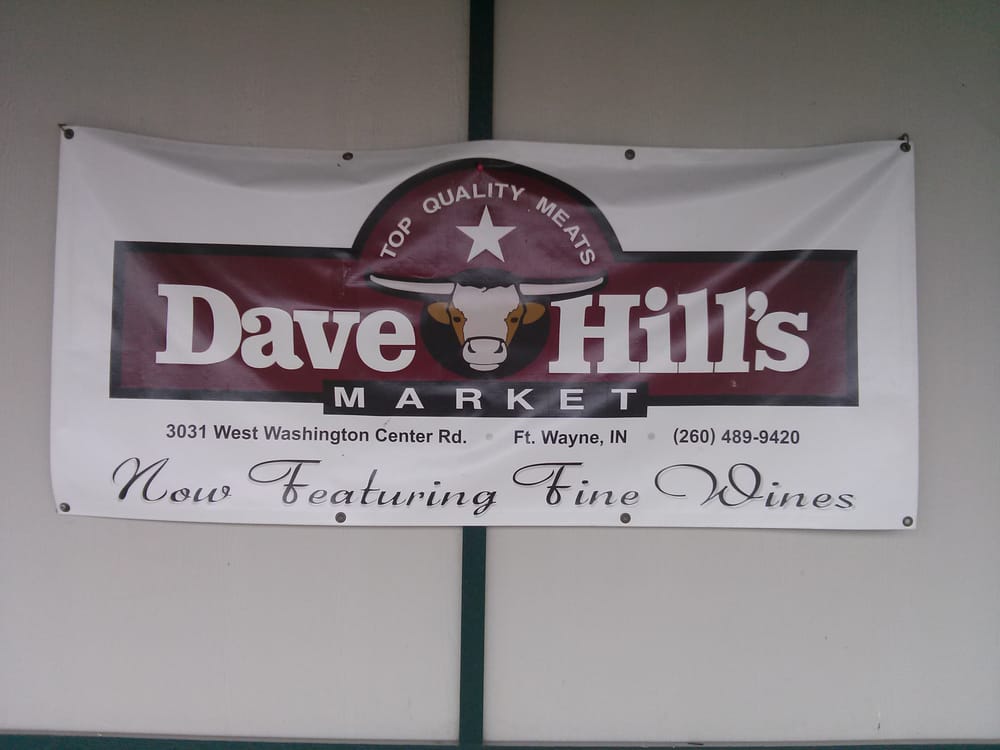 TOP QUALITY MEATS
Dave Hill's
MARKET
3031 West Washington Center Rd. • Ft. Wayne, IN • (260) 489-9420
Now Featuring Fine Wines